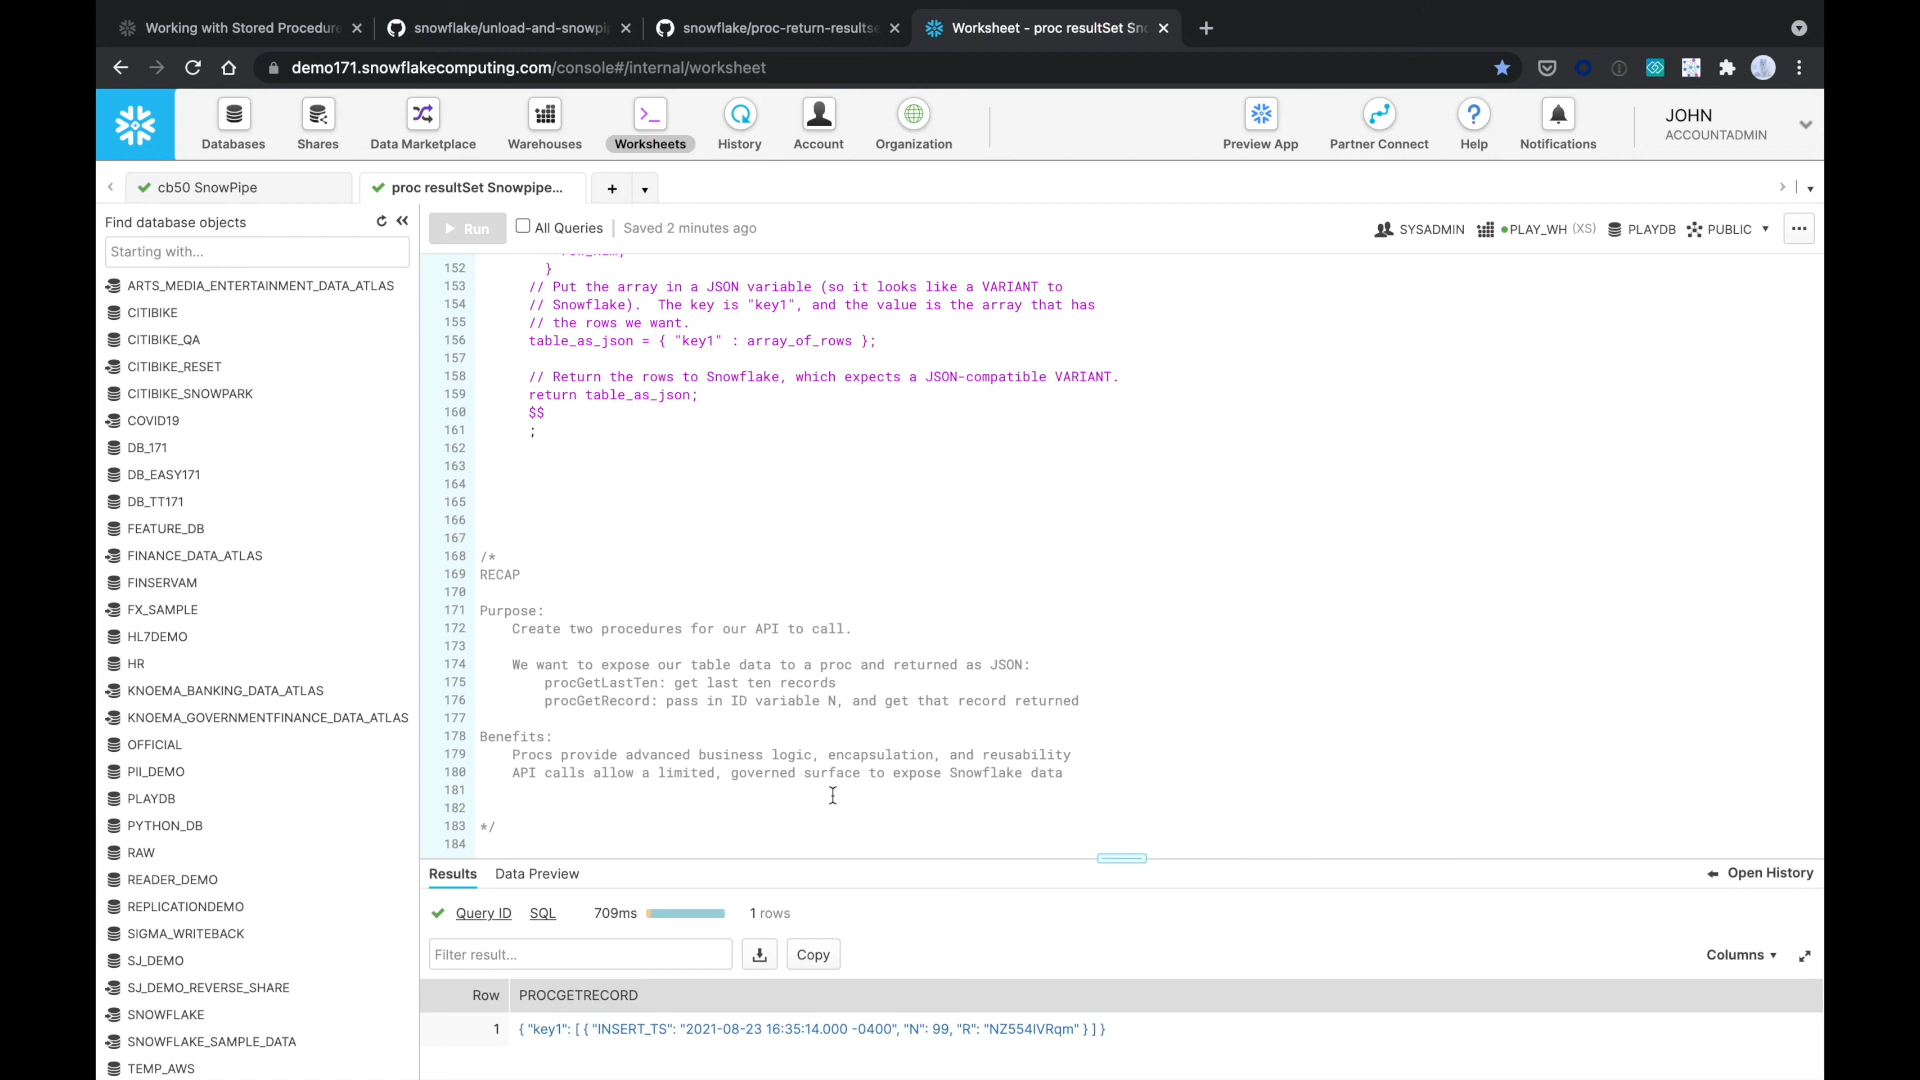 Working with Stored Procedure
snowflake/unload-and-snowpi
snowflake/proc-return-resultse
Worksheet - proc resultSet Sno
demo171.snowflakecomputing.com/console#/internal/worksheet
Databases
Shares
Data Marketplace
Warehouses
Worksheets
History
Account
Organization
Preview App
Partner Connect
Help
Notifications
JOHN
ACCOUNTADMIN
cb50 SnowPipe
proc resultSet Snowpipe...
Find database objects
Starting with...
ARTS_MEDIA_ENTERTAINMENT_DATA_ATLAS
CITIBIKE
CITIBIKE_QA
CITIBIKE_RESET
CITIBIKE_SNOWPARK
COVID19
DB_171
DB_EASY171
DB_TT171
FEATURE_DB
FINANCE_DATA_ATLAS
FINSERVAM
FX_SAMPLE
HL7DEMO
HR
KNOEMA_BANKING_DATA_ATLAS
KNOEMA_GOVERNMENTFINANCE_DATA_ATLAS
OFFICIAL
PII_DEMO
PLAYDB
PYTHON_DB
RAW
READER_DEMO
REPLICATIONDEMO
SIGMA_WRITEBACK
SJ_DEMO
SJ_DEMO_REVERSE_SHARE
SNOWFLAKE
SNOWFLAKE_SAMPLE_DATA
TEMP_AWS
Run
All Queries
Saved 2 minutes ago
SYSADMIN
PLAY_WH (XS)
PLAYDB
PUBLIC
152 }
153 // Put the array in a JSON variable (so it looks like a VARIANT to
154 // Snowflake). The key is "key1", and the value is the array that has
155 // the rows we want.
156 table_as_json = { "key1" : array_of_rows };
157
158 // Return the rows to Snowflake, which expects a JSON-compatible VARIANT.
159 return table_as_json;
160 $$
161 ;
162
163
164
165
166
167
168 /*
169 RECAP
170
171 Purpose:
172 Create two procedures for our API to call.
173
174 We want to expose our table data to a proc and returned as JSON:
175 procGetLastTen: get last ten records
176 procGetRecord: pass in ID variable N, and get that record returned
177
178 Benefits:
179 Procs provide advanced business logic, encapsulation, and reusability
180 API calls allow a limited, governed surface to expose Snowflake data
181
182
183 */
184
Results
Data Preview
Open History
Query ID
SQL
709ms
1 rows
Filter result...
Copy
Columns
Row PROCGETRECORD
1 { "key1": [ { "INSERT_TS": "2021-08-23 16:35:14.000 -0400", "N": 99, "R": "NZ554IVRqm" } ] }